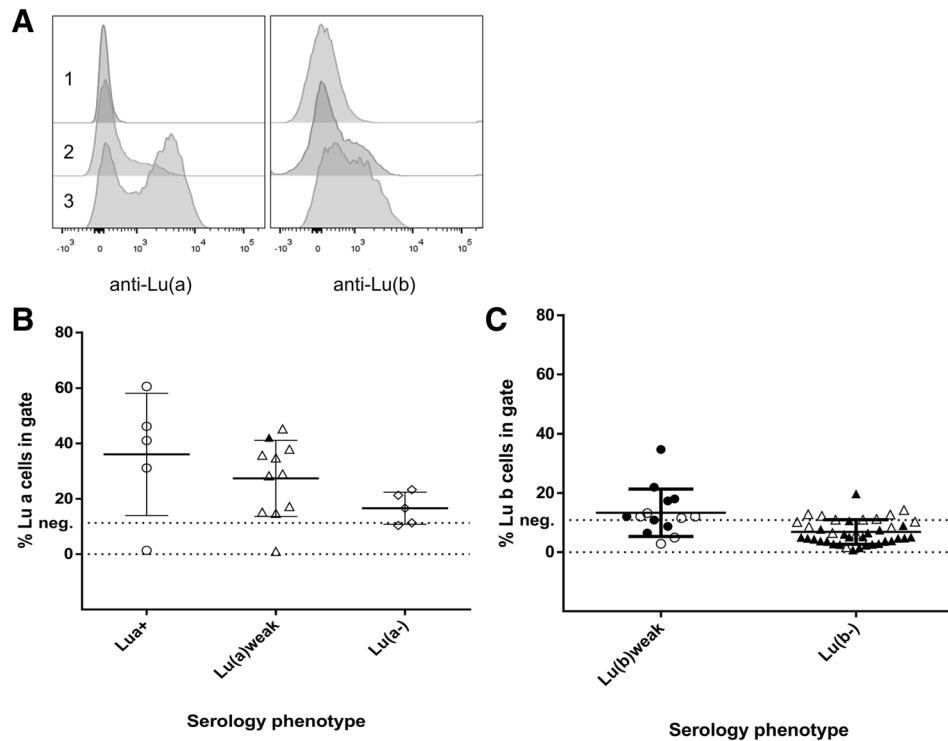 A
1
2
3
-10³ 0 10³ 10⁴ 10⁵
-10³ 0 10³ 10⁴ 10⁵
anti-Lu(a)
anti-Lu(b)
B
80
60
40
20
neg.
0
% Lu a cells in gate
Lua+
Lu(a)weak
Lu(a-)
Serology phenotype
C
80
60
40
20
neg.
0
% Lu b cells in gate
Lu(b)weak
Lu(b-)
Serology phenotype